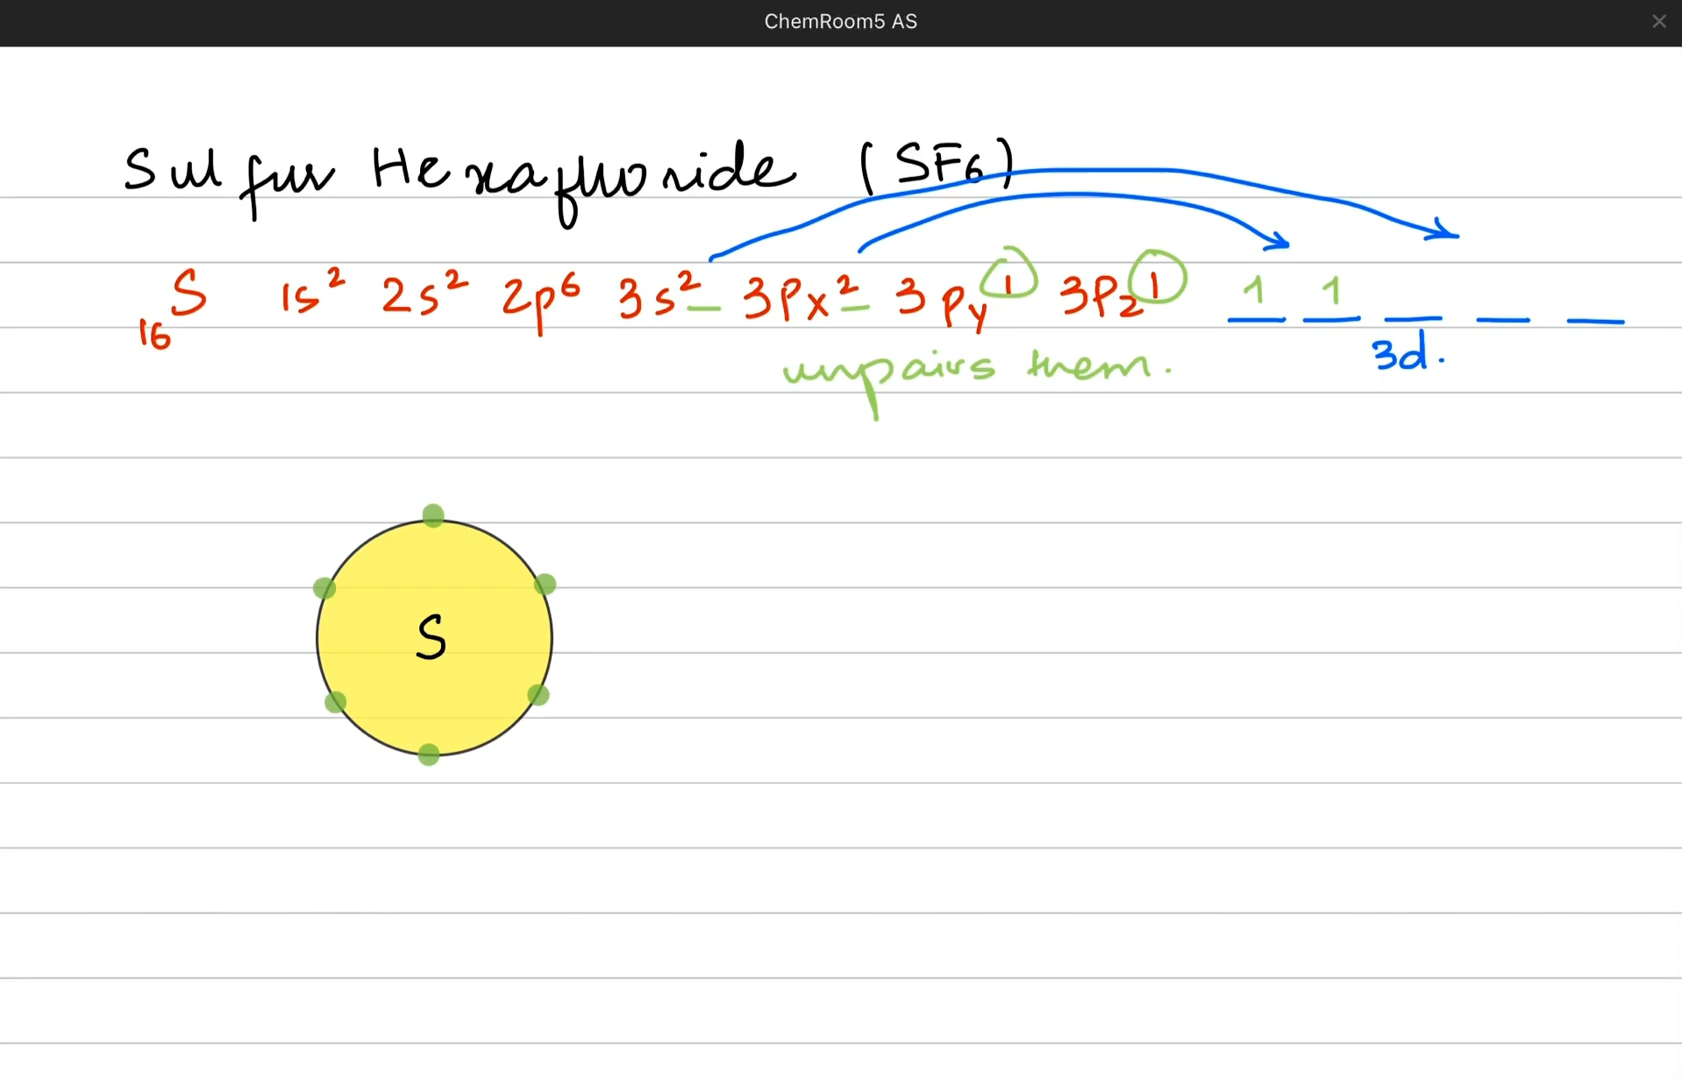 ChemRoom5 AS
Sulfur Hexafluoride (SF6)
16S 1s² 2s² 2p⁶ 3s² 3Px² 3Py¹ 3Pz¹ 1 1
unpairs them. 3d.
S